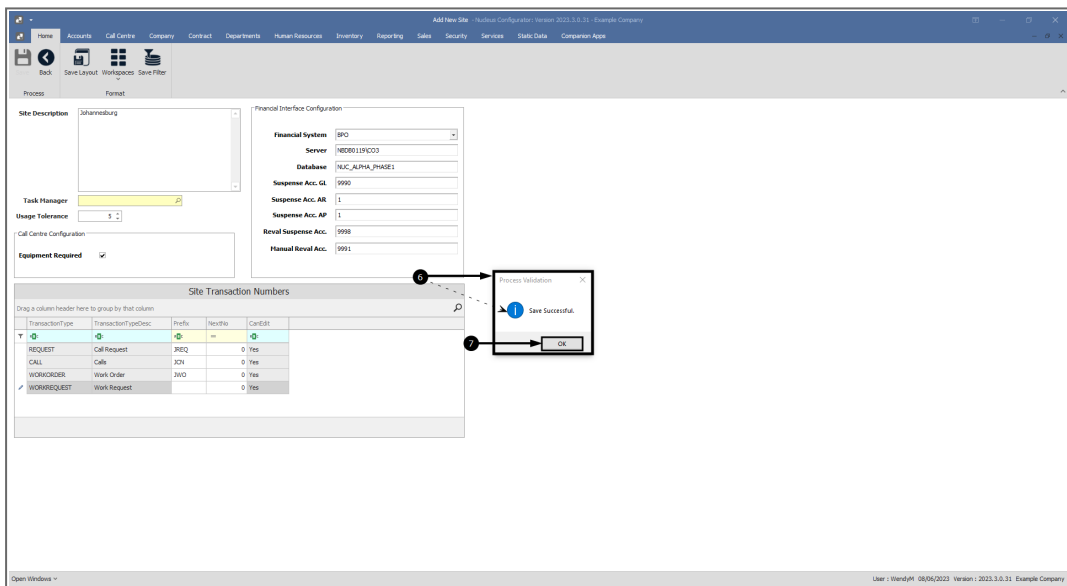 Add New Site - Nucleus Configurator: Version 2023.3.0.31 - Example Company
Home Accounts Call Centre Company Contract Departments Human Resources Inventory Reporting Sales Security Services Static Data Companion Apps
Back Save Layout Workspaces Save Filter
Process Format
Site Description Johannesburg
Task Manager
Usage Tolerance 5
Call Centre Configuration
Equipment Required
Financial Interface Configuration
Financial System BPO
Server NBDB0119\CO3
Database NUC_ALPHA_PHASE1
Suspense Acc. GL 9990
Suspense Acc. AR 1
Suspense Acc. AP 1
Reval Suspense Acc. 9998
Manual Reval Acc. 9991
Site Transaction Numbers
Drag a column header here to group by that column
TransactionType TransactionTypeDesc Prefix NextNo CanEdit
REQUEST Call Request JREQ 0 Yes
CALL Calls JCN 0 Yes
WORKORDER Work Order JWO 0 Yes
WORKREQUEST Work Request 0 Yes
6
Process Validation
Save Successful.
7
OK
Open Windows
User : WendyM 08/06/2023 Version : 2023.3.0.31 Example Company